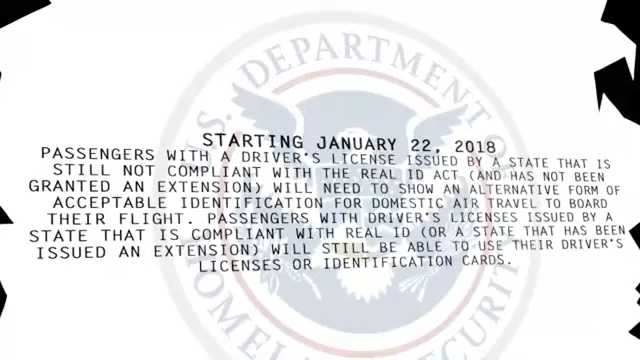 U.S. DEPARTMENT OF
STARTING JANUARY 22, 2018
PASSENGERS WITH A DRIVER'S LICENSE ISSUED BY A STATE THAT IS
STILL NOT COMPLIANT WITH THE REAL ID ACT (AND HAS NOT BEEN
GRANTED AN EXTENSION) WILL NEED TO SHOW AN ALTERNATIVE FORM OF
ACCEPTABLE IDENTIFICATION FOR DOMESTIC AIR TRAVEL TO BOARD
THEIR FLIGHT. PASSENGERS WITH DRIVER'S LICENSES ISSUED BY A
STATE THAT IS COMPLIANT WITH REAL ID (OR A STATE THAT HAS BEEN
ISSUED AN EXTENSION) WILL STILL BE ABLE TO USE THEIR DRIVER'S
LICENSES OR IDENTIFICATION CARDS.
HOMELAND SECURITY